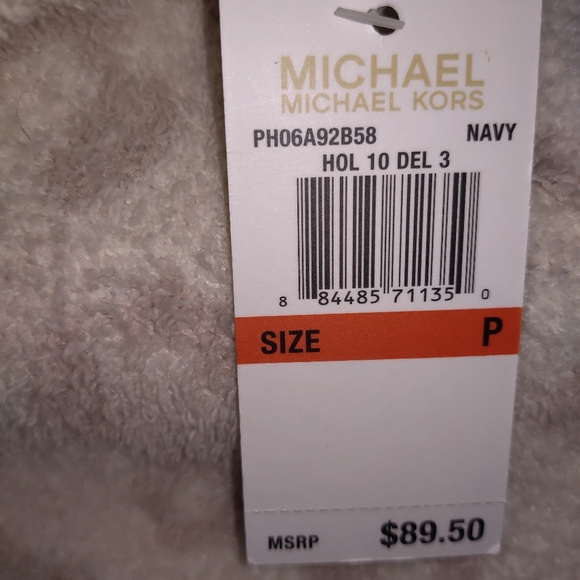 MICHAEL
MICHAEL KORS
PH06A92B58 NAVY
HOL 10 DEL 3
8 84485 71135 0
SIZE P
MSRP $89.50